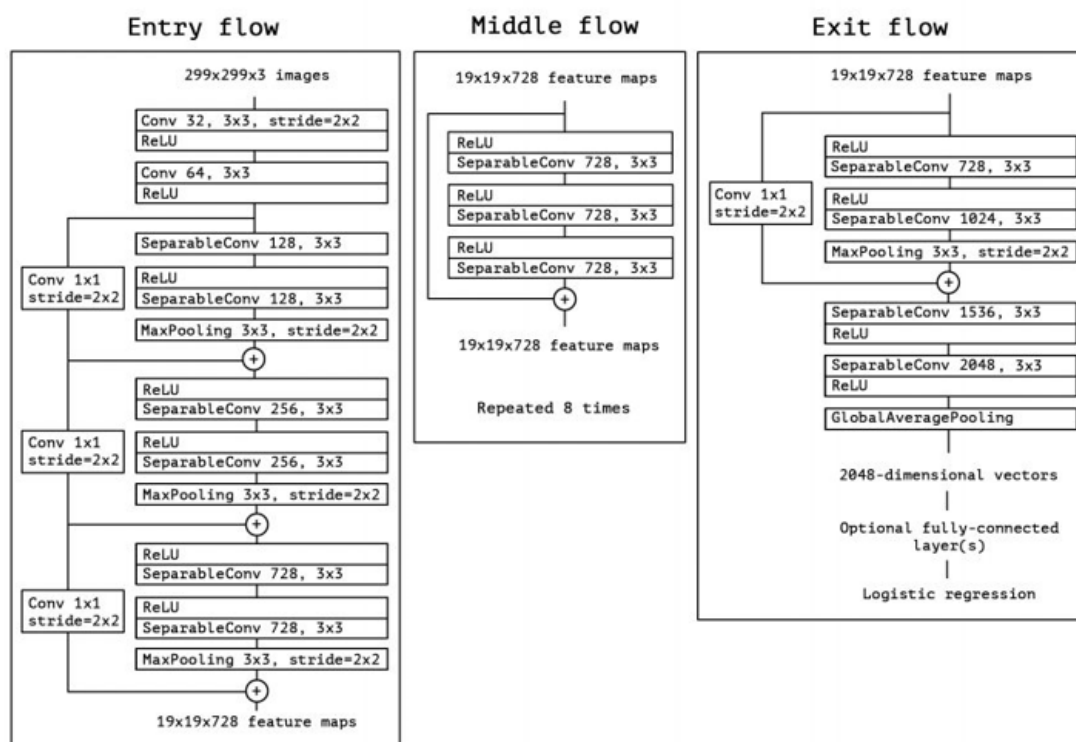 Entry flow
299x299x3 images
Conv 32, 3x3, stride=2x2
ReLU
Conv 64, 3x3
ReLU
SeparableConv 128, 3x3
Conv 1x1
stride=2x2
ReLU
SeparableConv 128, 3x3
MaxPooling 3x3, stride=2x2
+
ReLU
SeparableConv 256, 3x3
Conv 1x1
stride=2x2
ReLU
SeparableConv 256, 3x3
MaxPooling 3x3, stride=2x2
+
ReLU
SeparableConv 728, 3x3
Conv 1x1
stride=2x2
ReLU
SeparableConv 728, 3x3
MaxPooling 3x3, stride=2x2
+
19x19x728 feature maps
Middle flow
19x19x728 feature maps
ReLU
SeparableConv 728, 3x3
ReLU
SeparableConv 728, 3x3
ReLU
SeparableConv 728, 3x3
+
19x19x728 feature maps
Repeated 8 times
Exit flow
19x19x728 feature maps
ReLU
SeparableConv 728, 3x3
Conv 1x1
stride=2x2
ReLU
SeparableConv 1024, 3x3
MaxPooling 3x3, stride=2x2
+
SeparableConv 1536, 3x3
ReLU
SeparableConv 2048, 3x3
ReLU
GlobalAveragePooling
2048-dimensional vectors
Optional fully-connected
layer(s)
Logistic regression